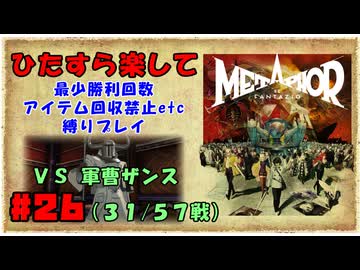 ひたすら楽して
最少勝利回数
アイテム回収禁止etc
縛りプレイ
VS 軍曹ザンス
#26(31/57戦)
METAPHOR
RE FANTAZIO